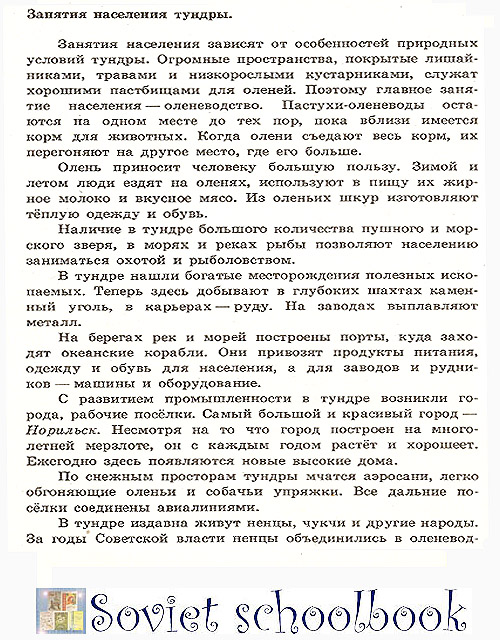 Занятия населения тундры.
Занятия населения зависят от особенностей природных
условий тундры. Огромные пространства, покрытые лишай-
никами, травами и низкорослыми кустарниками, служат
хорошими пастбищами для оленей. Поэтому главное заня-
тие населения — оленеводство. Пастухи-оленеводы оста-
ются на одном месте до тех пор, пока вблизи имеется
корм для животных. Когда олени съедают весь корм, их
перегоняют на другое место, где его больше.
Олень приносит человеку большую пользу. Зимой и
летом люди ездят на оленях, используют в пищу их жир-
ное молоко и вкусное мясо. Из оленьих шкур изготовляют
тёплую одежду и обувь.
Наличие в тундре большого количества пушного и мор-
ского зверя, в морях и реках рыбы позволяют населению
заниматься охотой и рыболовством.
В тундре нашли богатые месторождения полезных иско-
паемых. Теперь здесь добывают в глубоких шахтах камен-
ный уголь, в карьерах — руду. На заводах выплавляют
металл.
На берегах рек и морей построены порты, куда захо-
дят океанские корабли. Они привозят продукты питания,
одежду и обувь для населения, а для заводов и рудни-
ков — машины и оборудование.
С развитием промышленности в тундре возникли го-
рода, рабочие посёлки. Самый большой и красивый город —
Норильск. Несмотря на то что город построен на много-
летней мерзлоте, он с каждым годом растёт и хорошеет.
Ежегодно здесь появляются новые высокие дома.
По снежным просторам тундры мчатся аэросани, легко
обгоняющие оленьи и собачьи упряжки. Все дальние по-
сёлки соединены авиалиниями.
В тундре издавна живут ненцы, чукчи и другие народы.
За годы Советской власти ненцы объединились в оленевод-
Soviet schoolbook